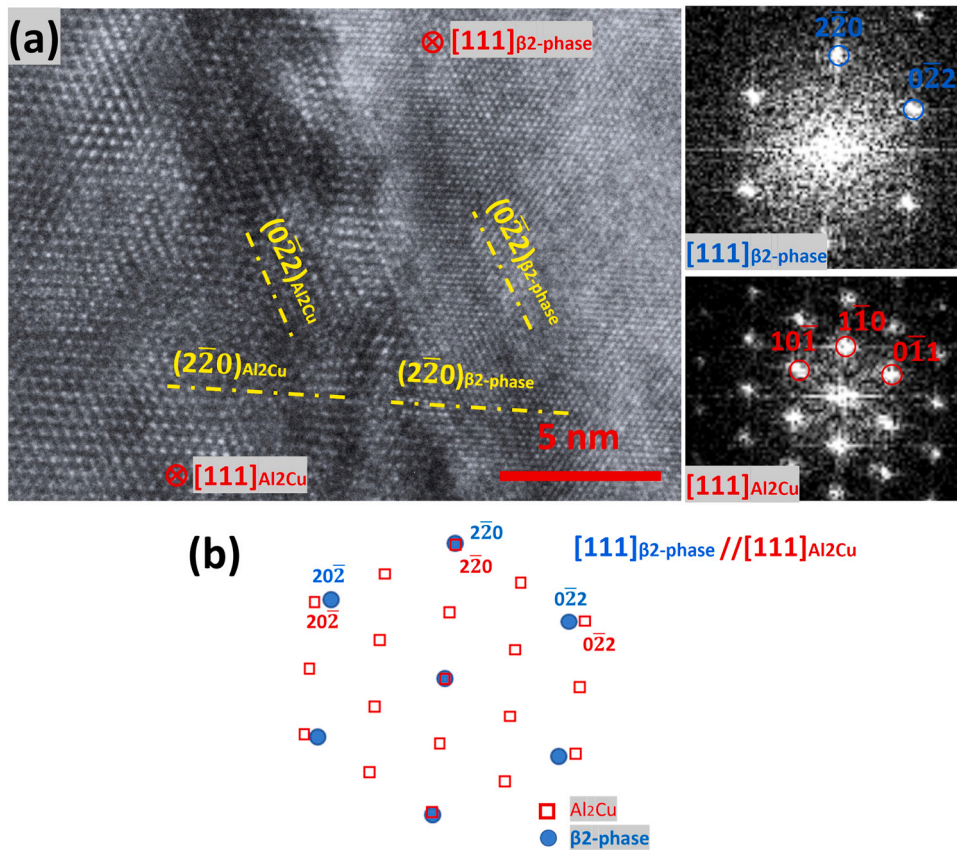 (a)
⊗ [111]β2-phase
(02̅2)Al2Cu
(02̅2)β2-phase
(22̅0)Al2Cu
(22̅0)β2-phase
5 nm
⊗ [111]Al2Cu
22̅0
02̅2
[111]β2-phase
11̅0
101̅
01̅1
[111]Al2Cu
(b)
[111]β2-phase //[111]Al2Cu
22̅0
22̅0
202̅
202̅
02̅2
02̅2
Al2Cu
β2-phase